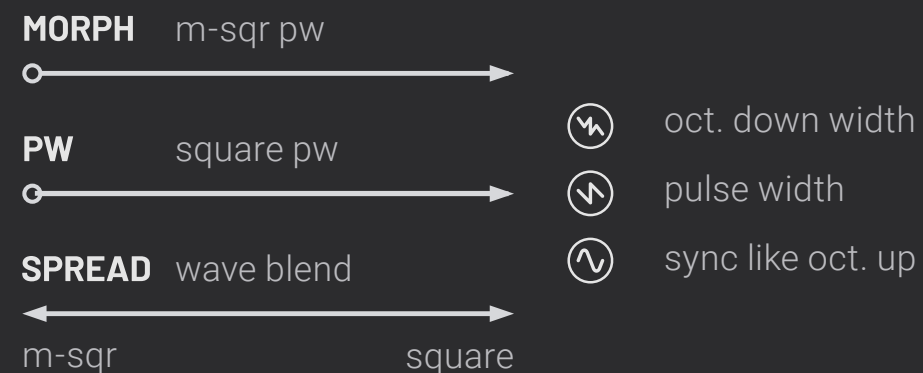 MORPH m-sqr pw
PW square pw
SPREAD wave blend
m-sqr square
oct. down width
pulse width
sync like oct. up